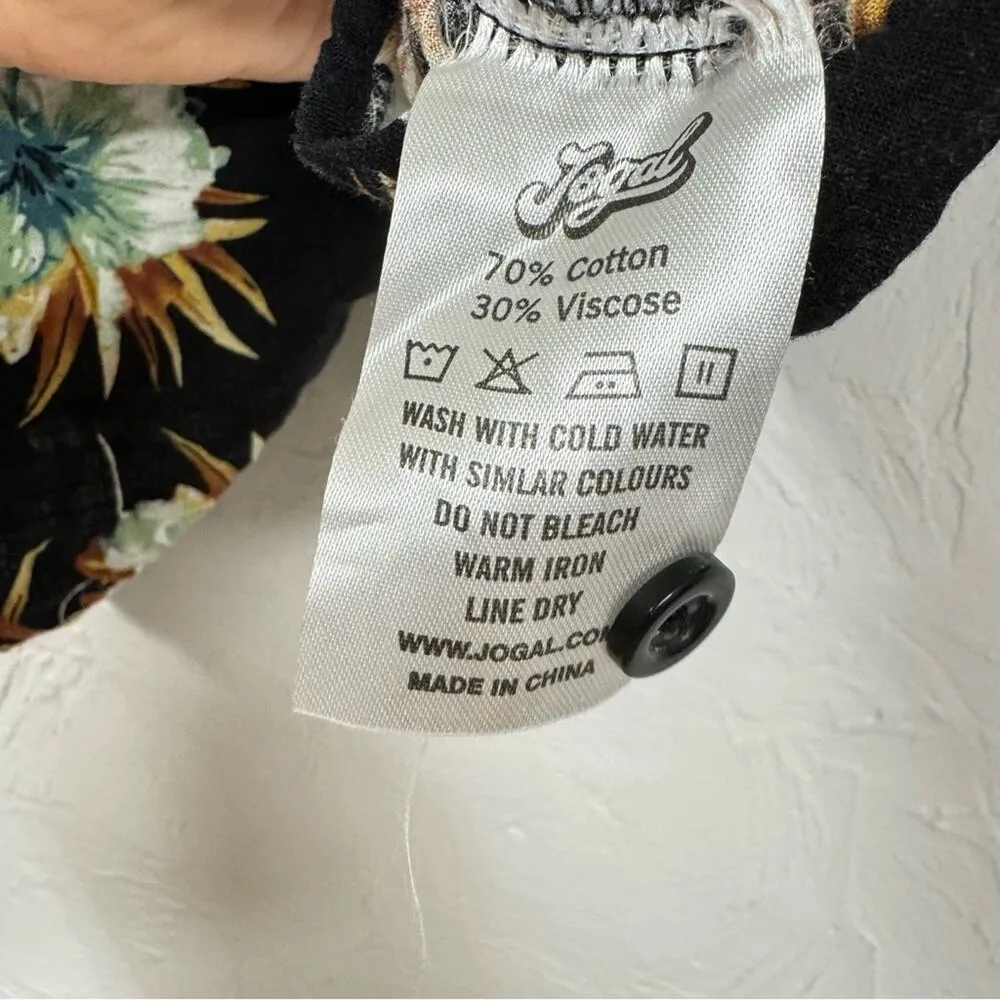 Jogal
70% Cotton
30% Viscose
WASH WITH COLD WATER
WITH SIMLAR COLOURS
DO NOT BLEACH
WARM IRON
LINE DRY
WWW.JOGAL.CO
MADE IN CHINA